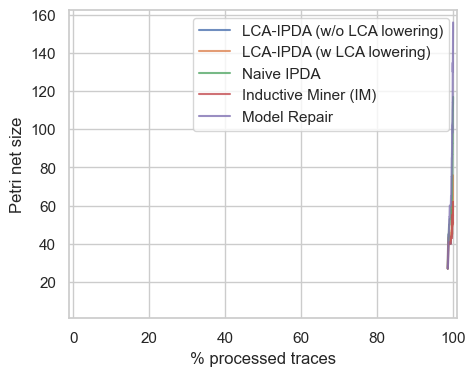 LCA-IPDA (w/o LCA lowering)
LCA-IPDA (w LCA lowering)
Naive IPDA
Inductive Miner (IM)
Model Repair
160
140
120
100
80
60
40
20
Petri net size
0 20 40 60 80 100
% processed traces